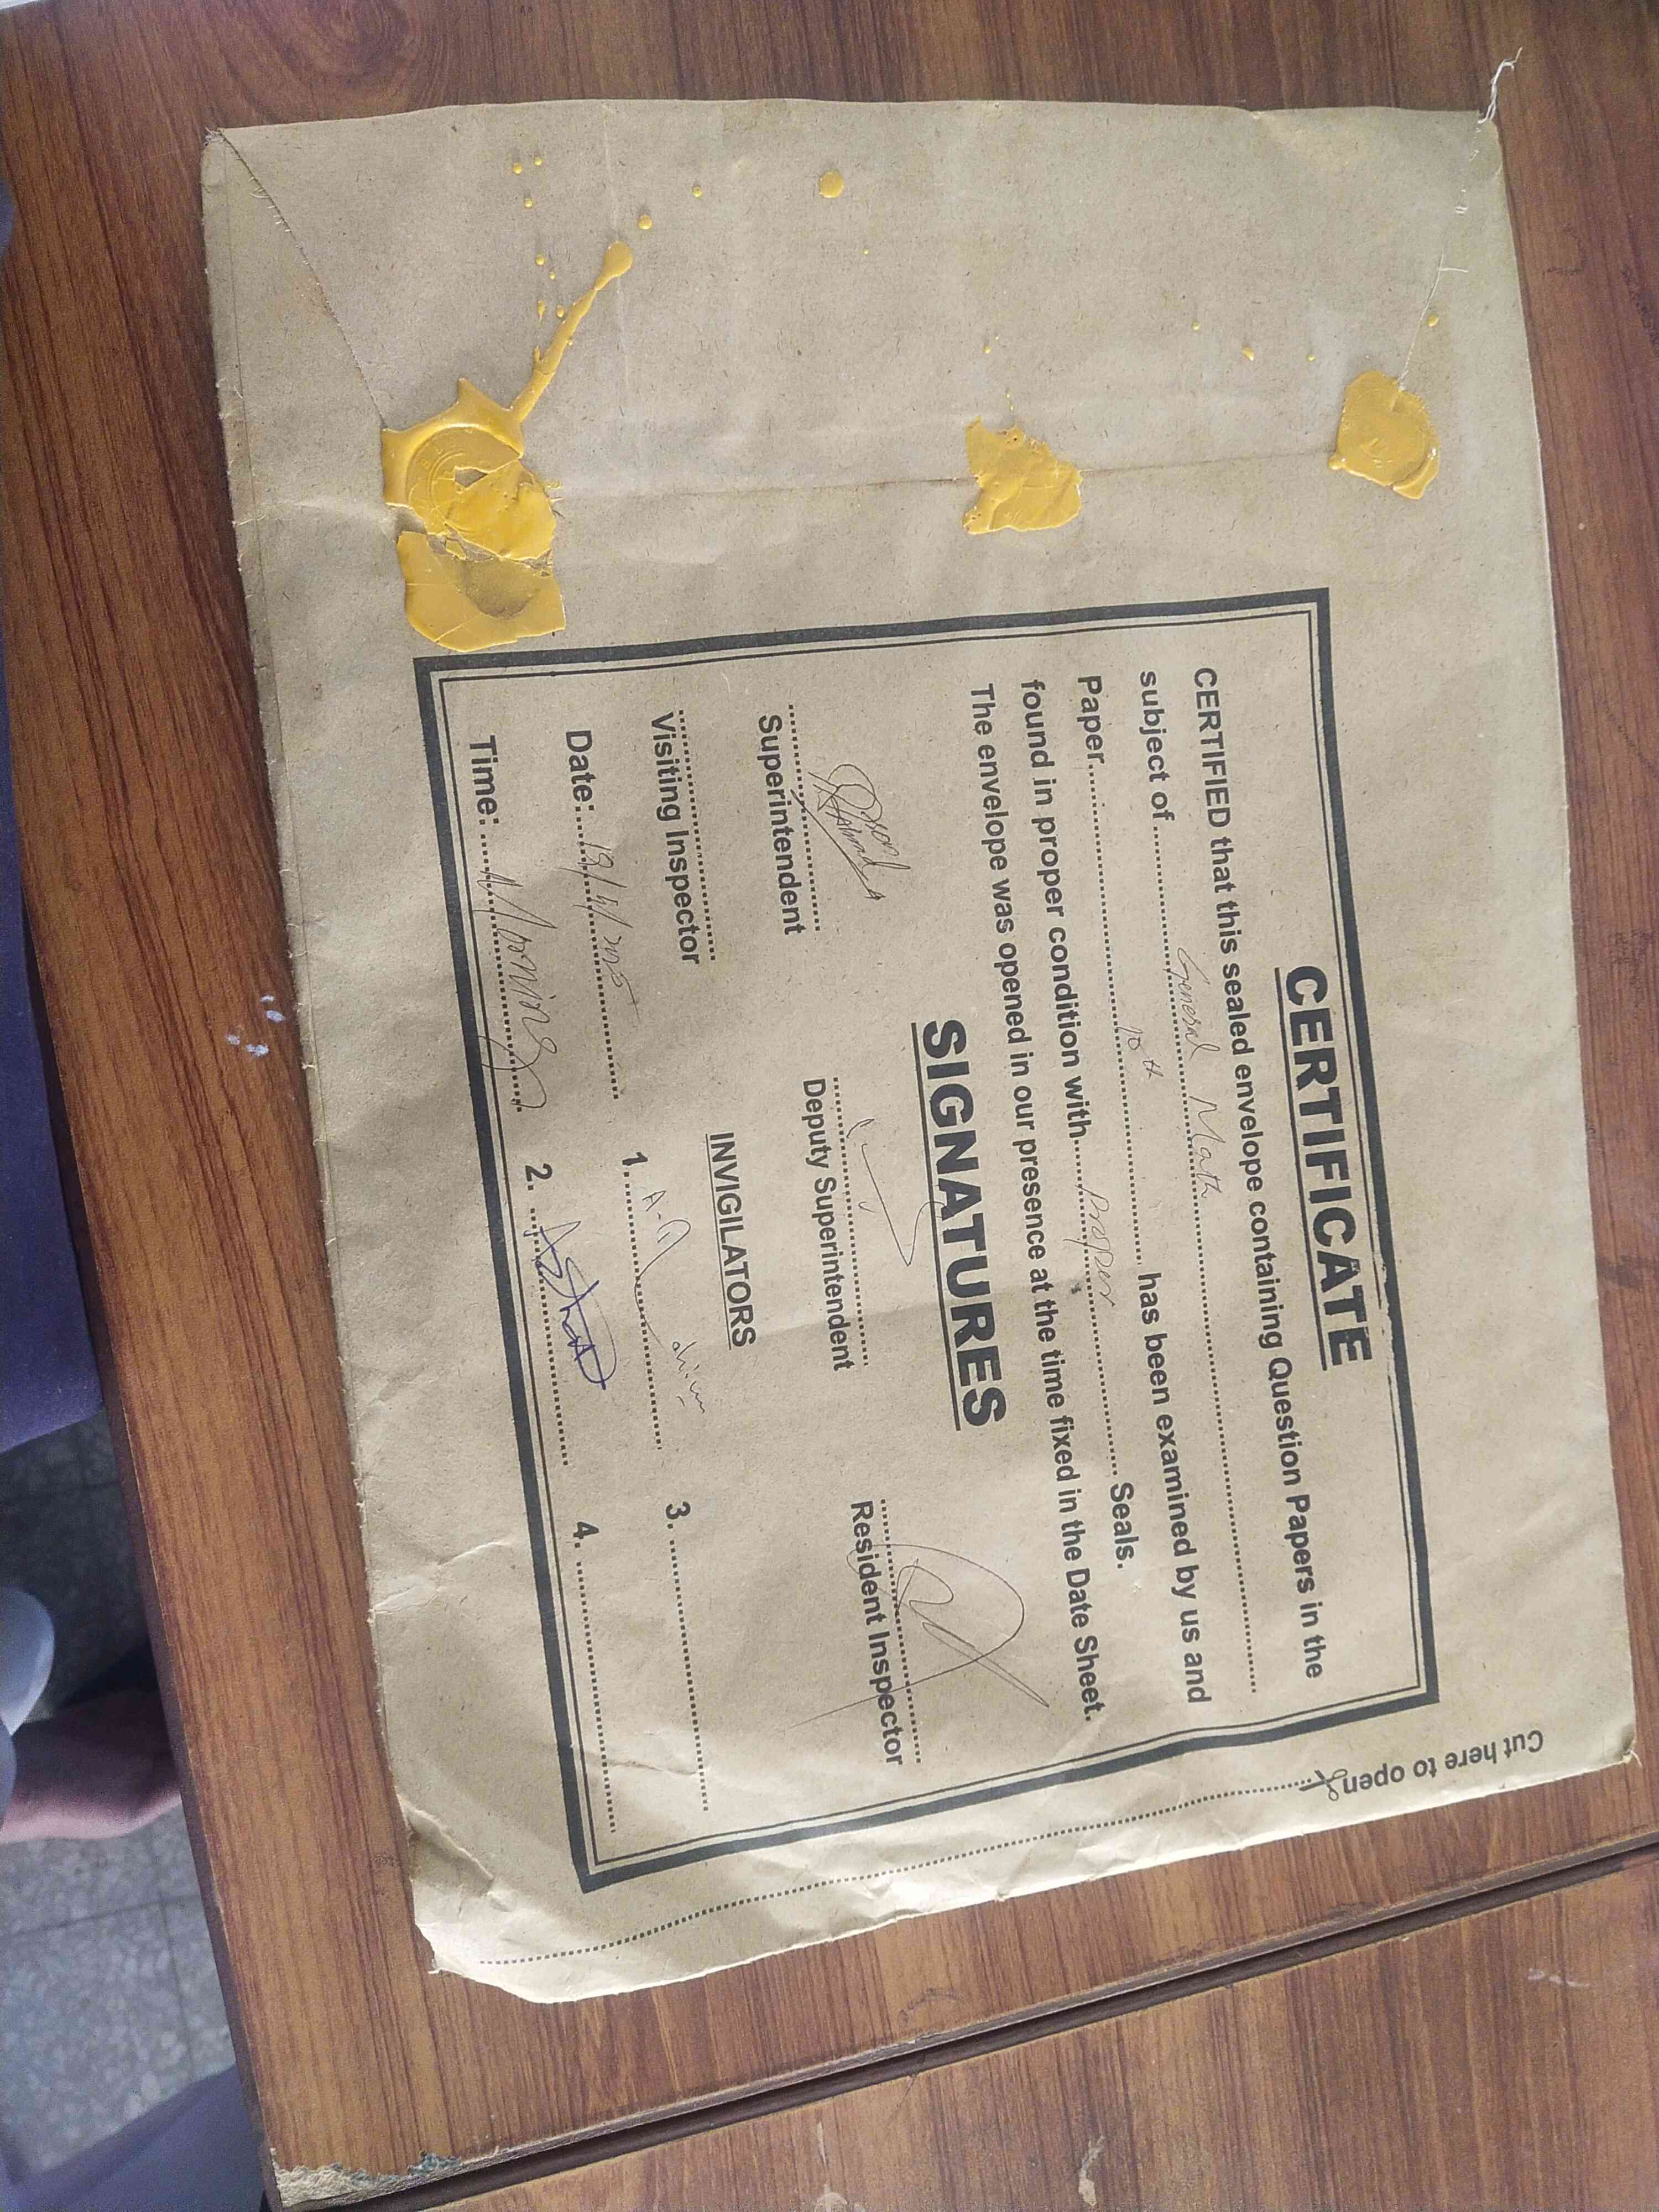 CERTIFICATE
CERTIFIED that this sealed envelope containing Question Papers in the
subject of General Math
Paper 10th has been examined by us and
found in proper condition with proper Seals.
The envelope was opened in our presence at the time fixed in the Date Sheet.
SIGNATURES
Superintendent
Deputy Superintendent
Resident Inspector
Visiting Inspector
INVIGILATORS
Date:
1.
3.
Time: Morning
2.
4.
Cut here to open